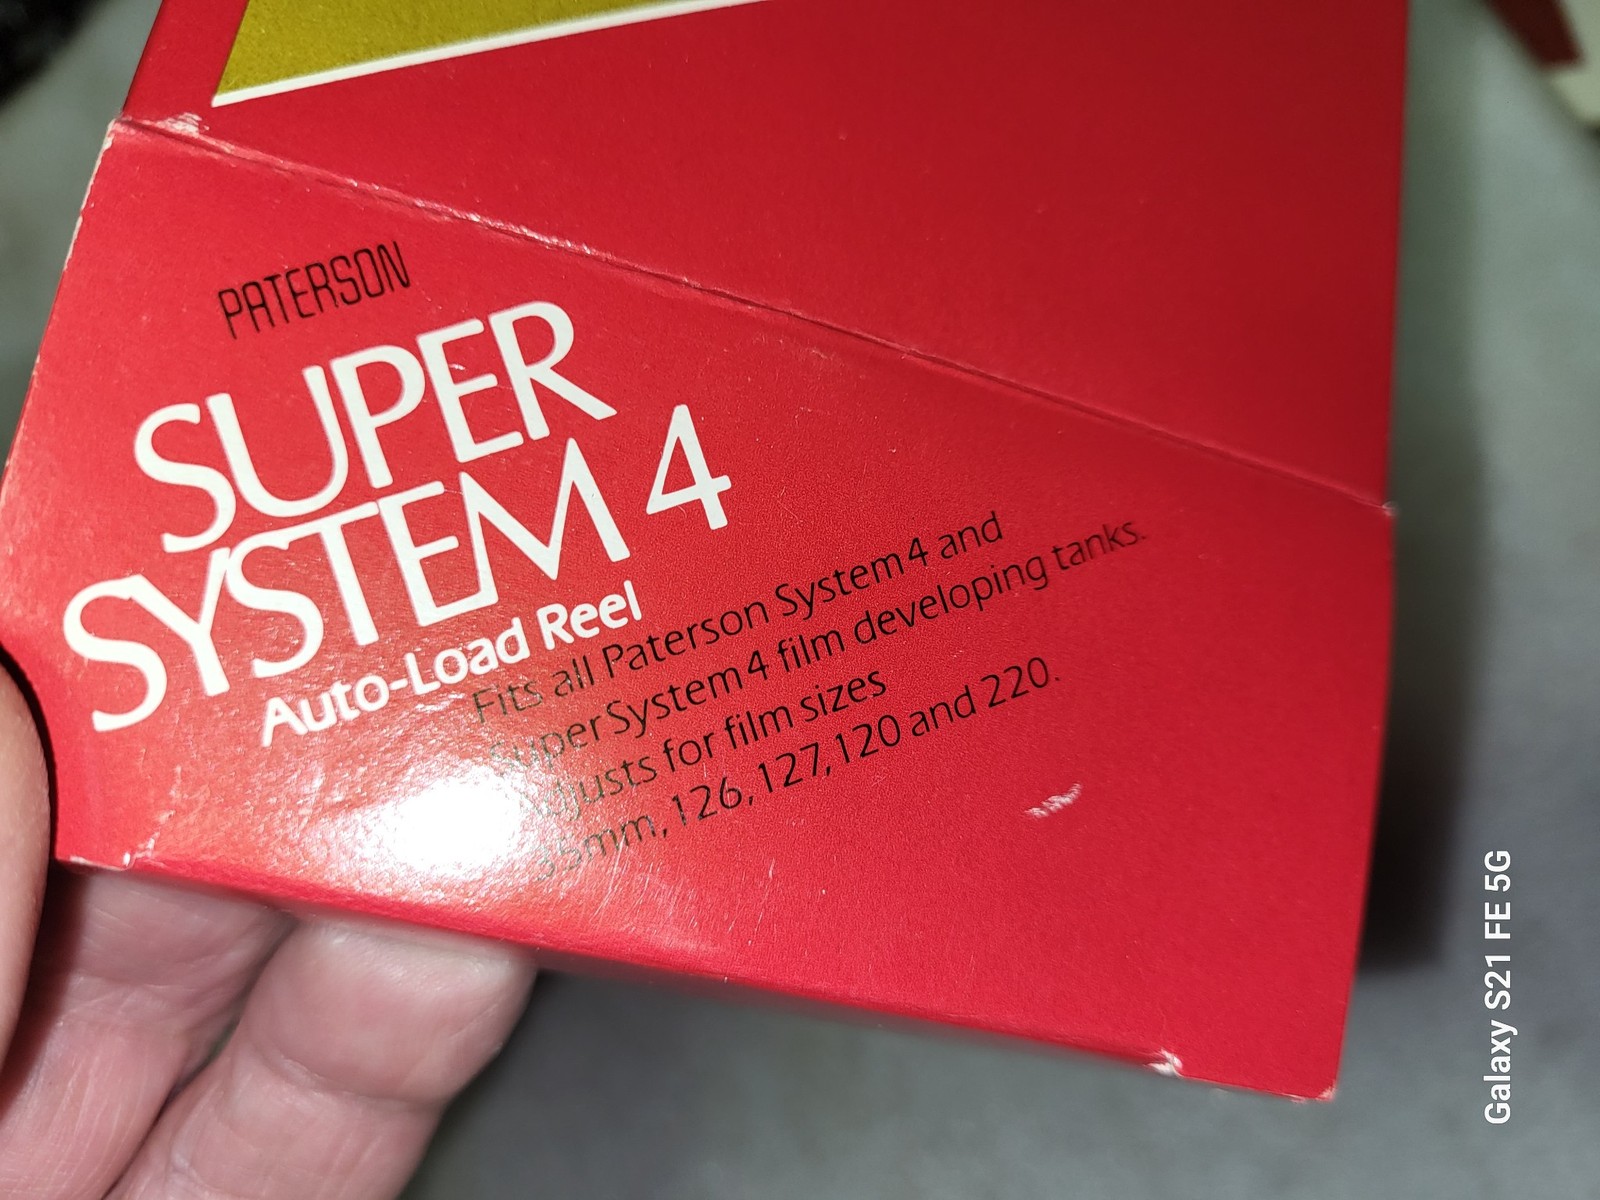 PATERSON
SUPER
SYSTEM 4
Auto-Load Reel
Fits all Paterson System 4 and
Super System 4 film developing tanks.
Adjusts for film sizes
35mm, 126, 127, 120 and 220.
Galaxy S21 FE 5G